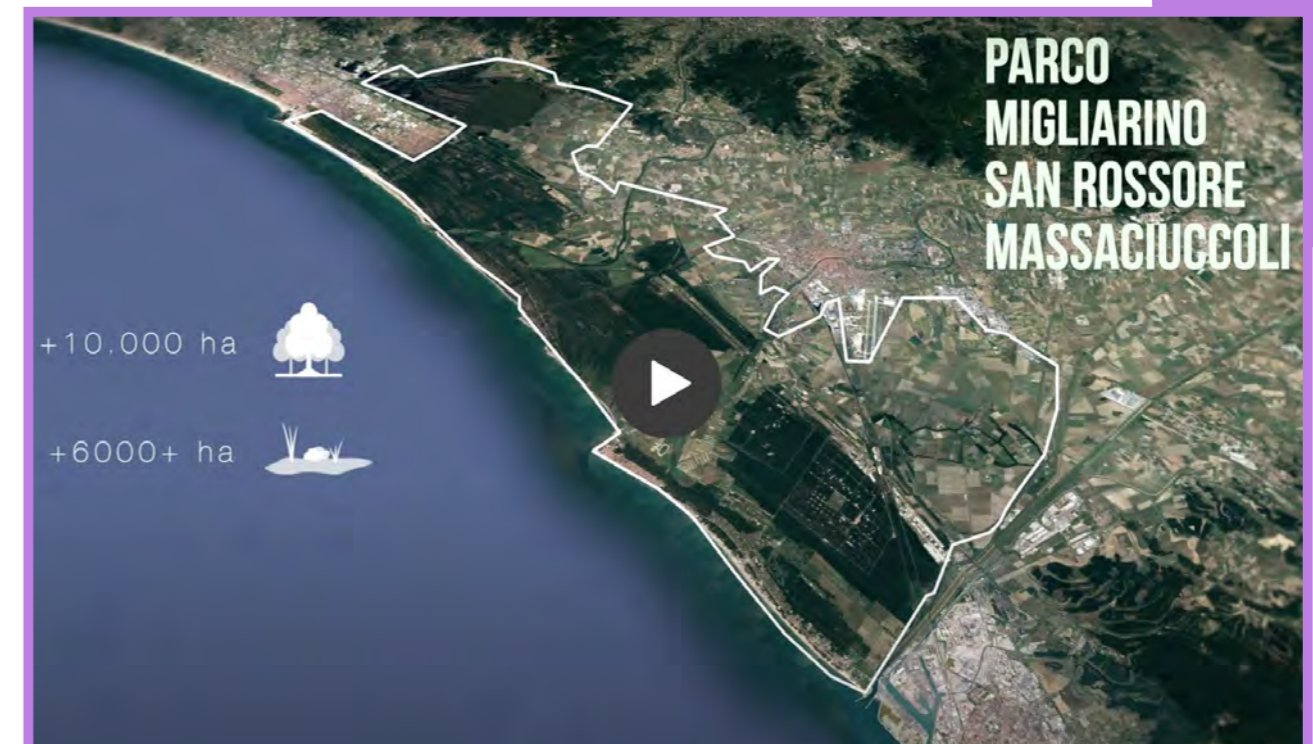 PARCO
MIGLIARINO
SAN ROSSORE
MASSACIUCCOLI
+10.000 ha
+6000+ ha